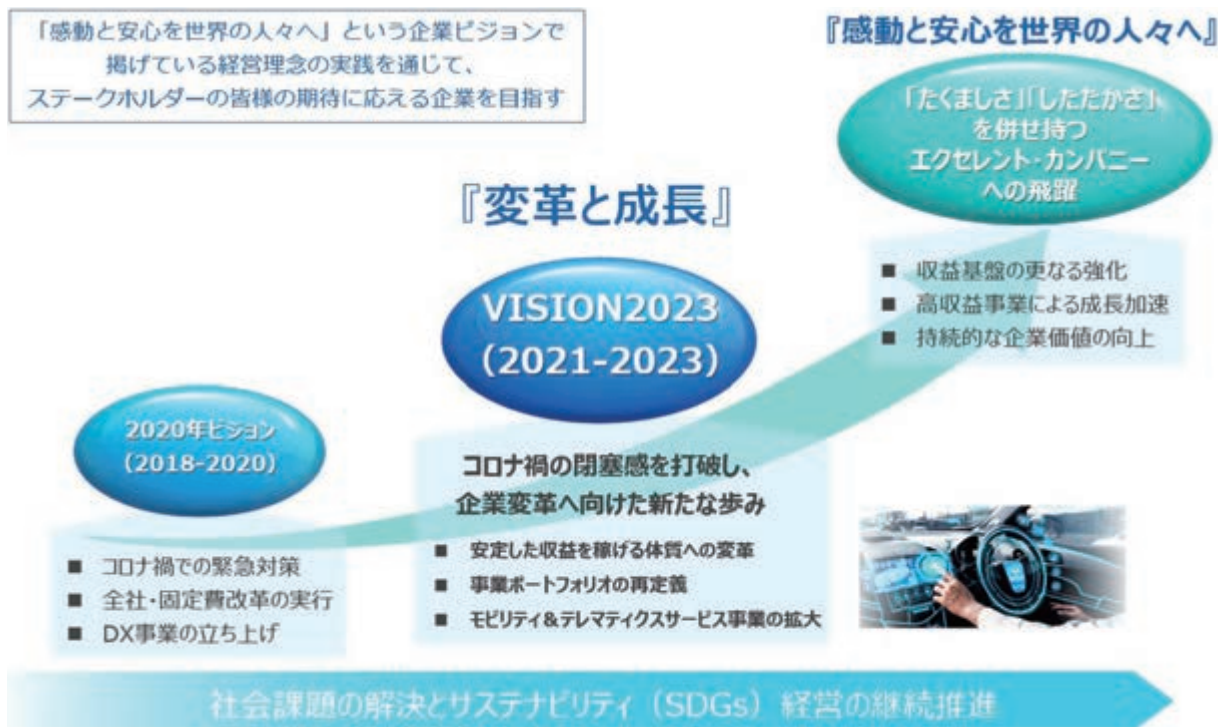 「感動と安心を世界の人々へ」という企業ビジョンで
掲げている経営理念の実践を通じて、
ステークホルダーの皆様の期待に応える企業を目指す
『感動と安心を世界の人々へ』
「たくましさ」「したたかさ」
を併せ持つ
エクセレント・カンパニー
への飛躍
■ 収益基盤の更なる強化
■ 高収益事業による成長加速
■ 持続的な企業価値の向上
『変革と成長』
VISION2023
(2021-2023)
コロナ禍の閉塞感を打破し、
企業変革へ向けた新たな歩み
■ 安定した収益を稼げる体質への変革
■ 事業ポートフォリオの再定義
■ モビリティ&テレマティクスサービス事業の拡大
2020年ビジョン
(2018-2020)
■ コロナ禍での緊急対策
■ 全社・固定費改革の実行
■ DX事業の立ち上げ
社会課題の解決とサステナビリティ(SDGs)経営の継続推進